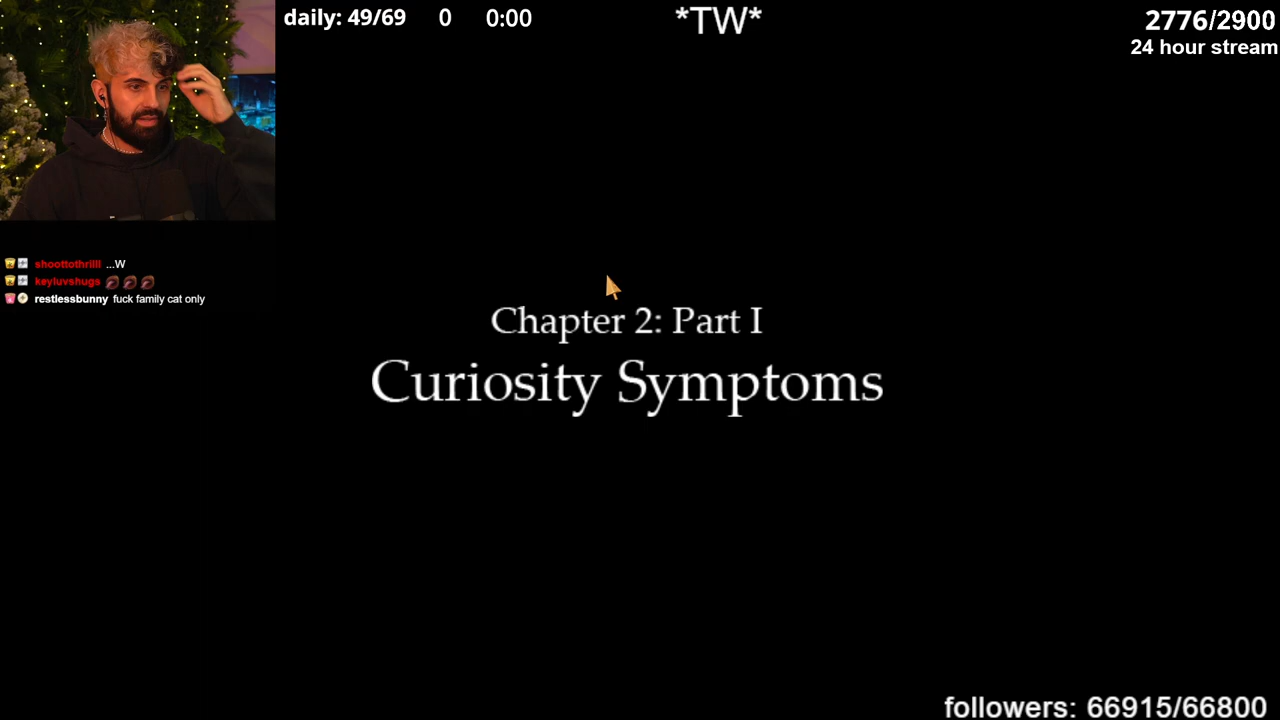 daily: 49/69 0 0:00
*TW*
2776/2900
24 hour stream
shoottothrilll ...W
keyluvshugs
restlessbunny fuck family cat only
Chapter 2: Part I
Curiosity Symptoms
followers: 66915/66800